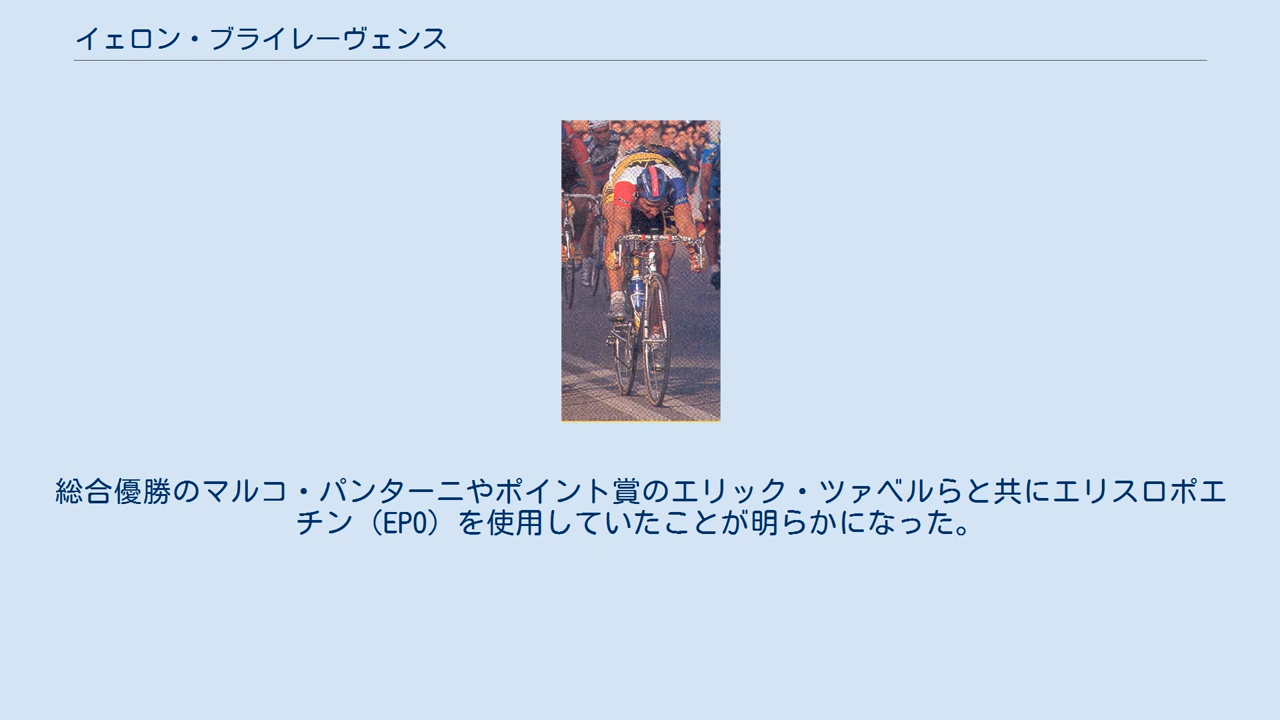 イェロン・ブライレーヴェンス
総合優勝のマルコ・パンターニやポイント賞のエリック・ツァベルらと共にエリスロポエ
チン（EPO）を使用していたことが明らかになった。